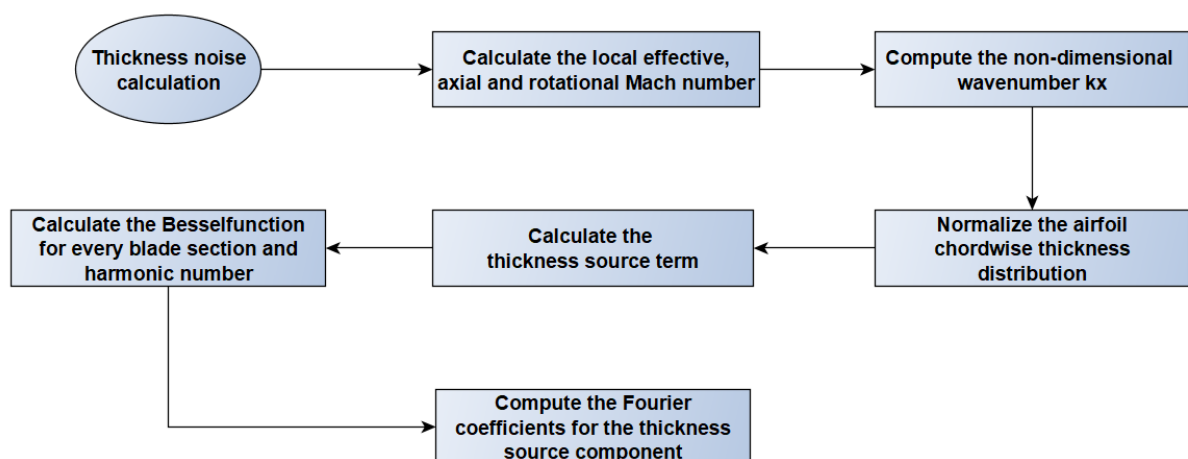 Thickness noise
calculation
Calculate the local effective,
axial and rotational Mach number
Compute the non-dimensional
wavenumber kx
Normalize the airfoil
chordwise thickness
distribution
Calculate the
thickness source term
Calculate the Besselfunction
for every blade section and
harmonic number
Compute the Fourier
coefficients for the thickness
source component